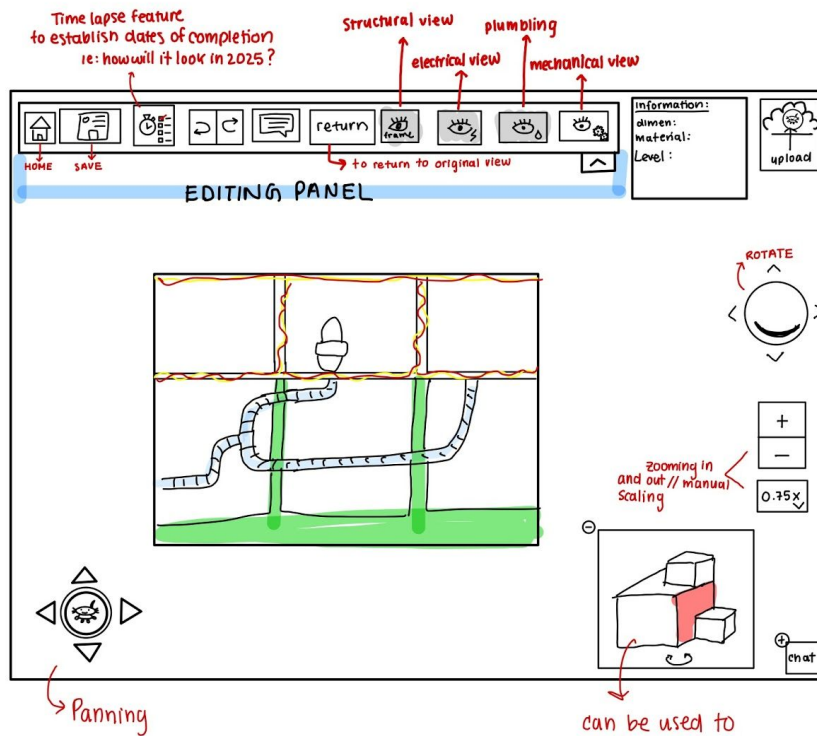 Time lapse feature
to establish dates of completion
ie: how will it look in 2025?
Structural view
electrical view
plumbling
mechanical view
return
frame
HOME
SAVE
to return to original view
EDITING PANEL
information:
dimen:
material:
Level:
upload
ROTATE
+
−
zooming in
and out // manual
scaling
0.75x
chat
Panning
can be used to